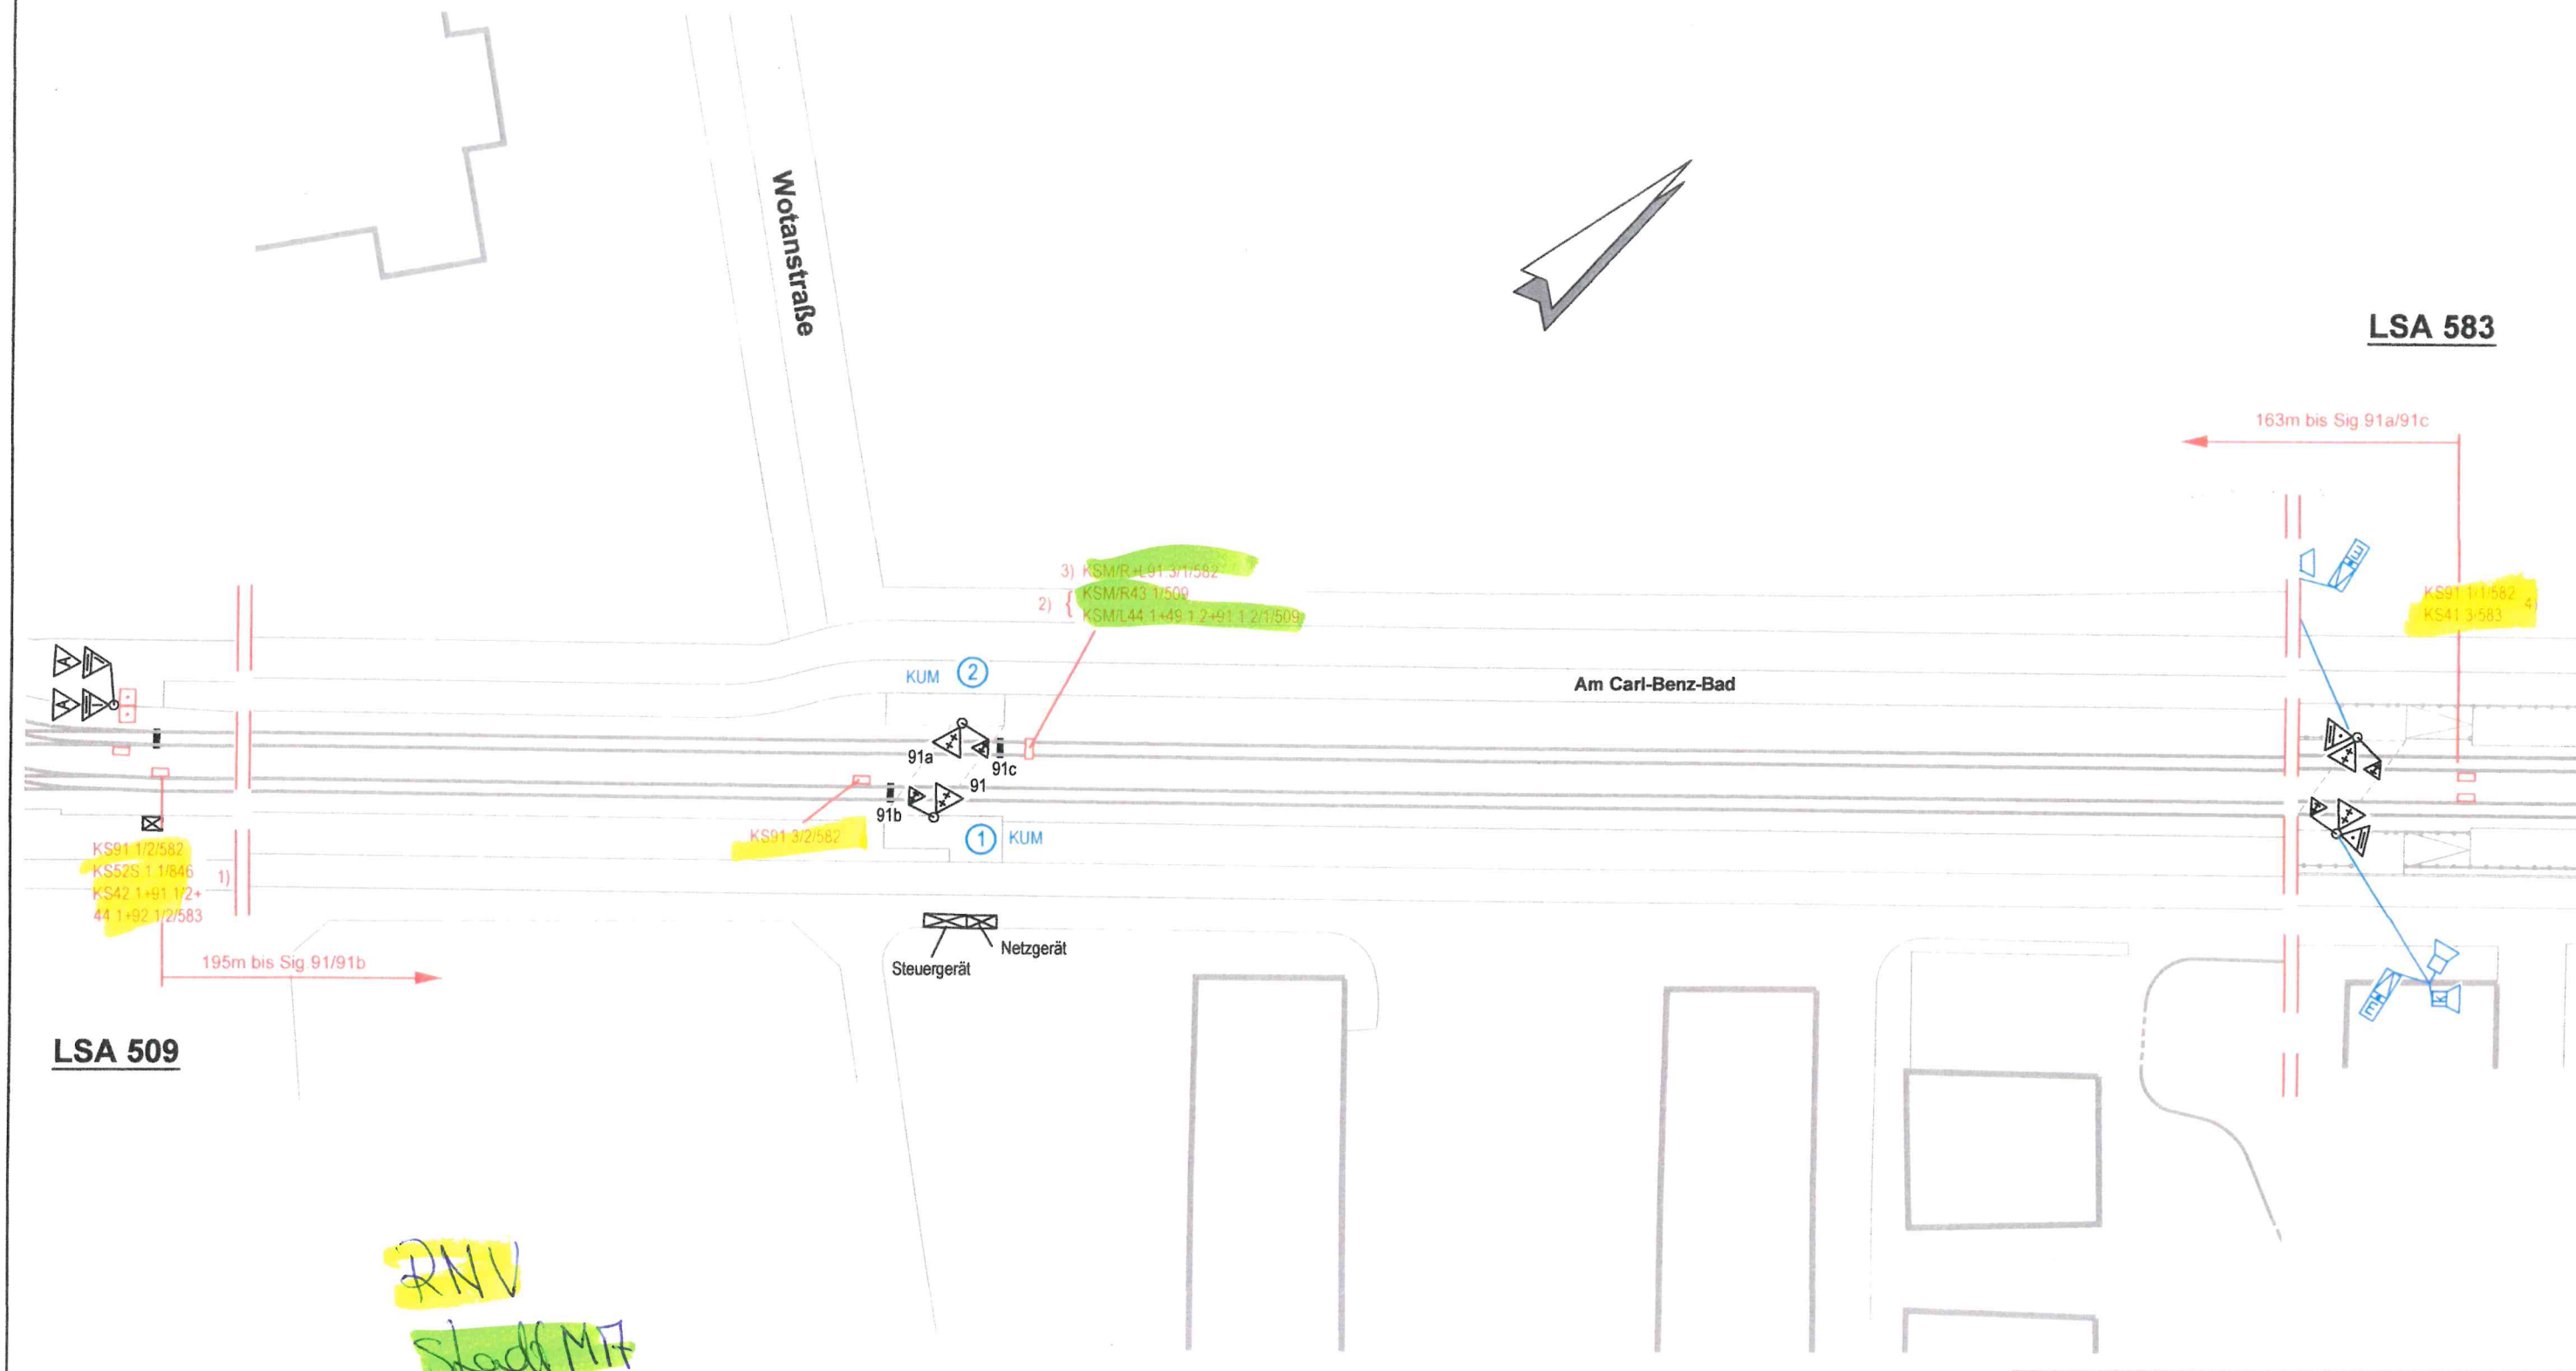 Wotanstraße
LSA 583
163m bis Sig.91a/91c
3) KSM/R+L91.3/1/582
2) { KSM/R43.1/509
KSM/L44.1+49.1.2+91.1.2/1/509
KS91.1/1/582
KS41.3-583 4)
KUM 2
Am Carl-Benz-Bad
91a
91c
91
91b
KS91.3/2/582
1 KUM
KS91.1/2/582
KS52S.1.1/846
KS42.1+91.1/2+
44.1+92.1/2/583
1)
195m bis Sig.91/91b
Netzgerät
Steuergerät
LSA 509
RNV
Stadt
A
A
E
K